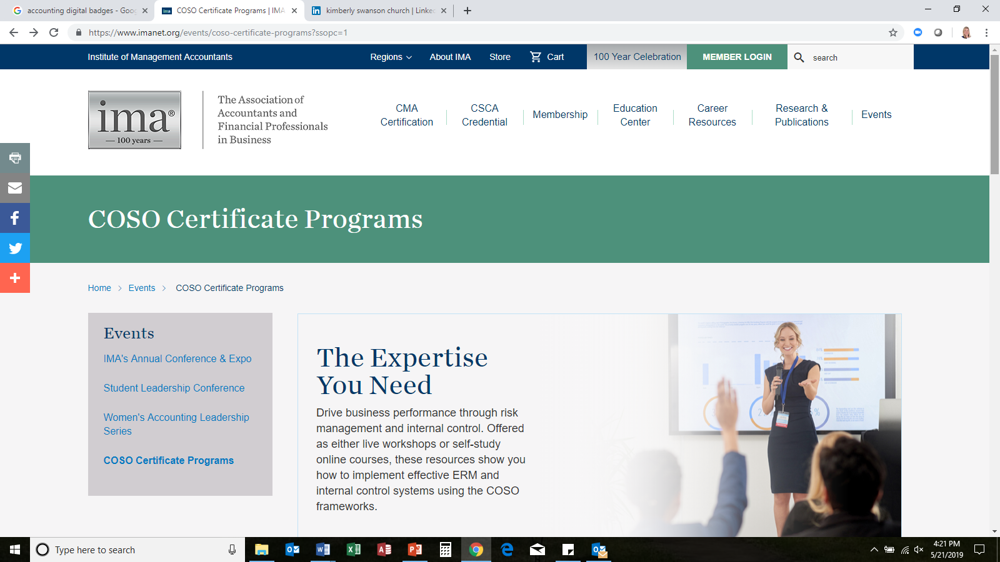 accounting digital badges - Goo
COSO Certificate Programs | IMA
kimberly swanson church | Linke
https://www.imanet.org/events/coso-certificate-programs?ssopc=1
Institute of Management Accountants
Regions
About IMA
Store
Cart
100 Year Celebration
MEMBER LOGIN
search
ima®
100 years
The Association of
Accountants and
Financial Professionals
in Business
CMA
Certification
CSCA
Credential
Membership
Education
Center
Career
Resources
Research &
Publications
Events
COSO Certificate Programs
Home > Events > COSO Certificate Programs
Events
IMA's Annual Conference & Expo
Student Leadership Conference
Women's Accounting Leadership
Series
COSO Certificate Programs
The Expertise
You Need
Drive business performance through risk
management and internal control. Offered
as either live workshops or self-study
online courses, these resources show you
how to implement effective ERM and
internal control systems using the COSO
frameworks.
Type here to search
4:21 PM
5/21/2019